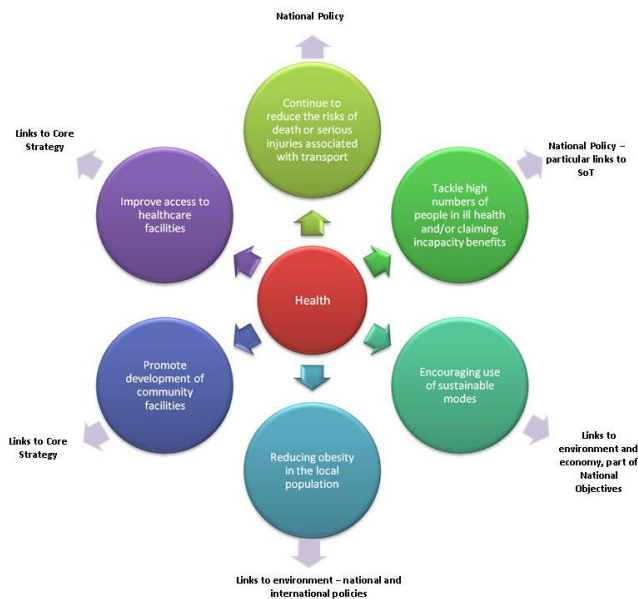 National Policy
Continue to
reduce the risks of
death or serious
injuries associated
with transport
Links to Core
Strategy
National Policy –
particular links to
SoT
Improve access to
healthcare
facilities
Tackle high
numbers of
people in ill health
and/or claiming
incapacity benefits
Health
Promote
development of
community
facilities
Encouraging use
of sustainable
modes
Links to Core
Strategy
Links to
environment and
economy, part of
National
Objectives
Reducing obesity
in the local
population
Links to environment – national and
international policies